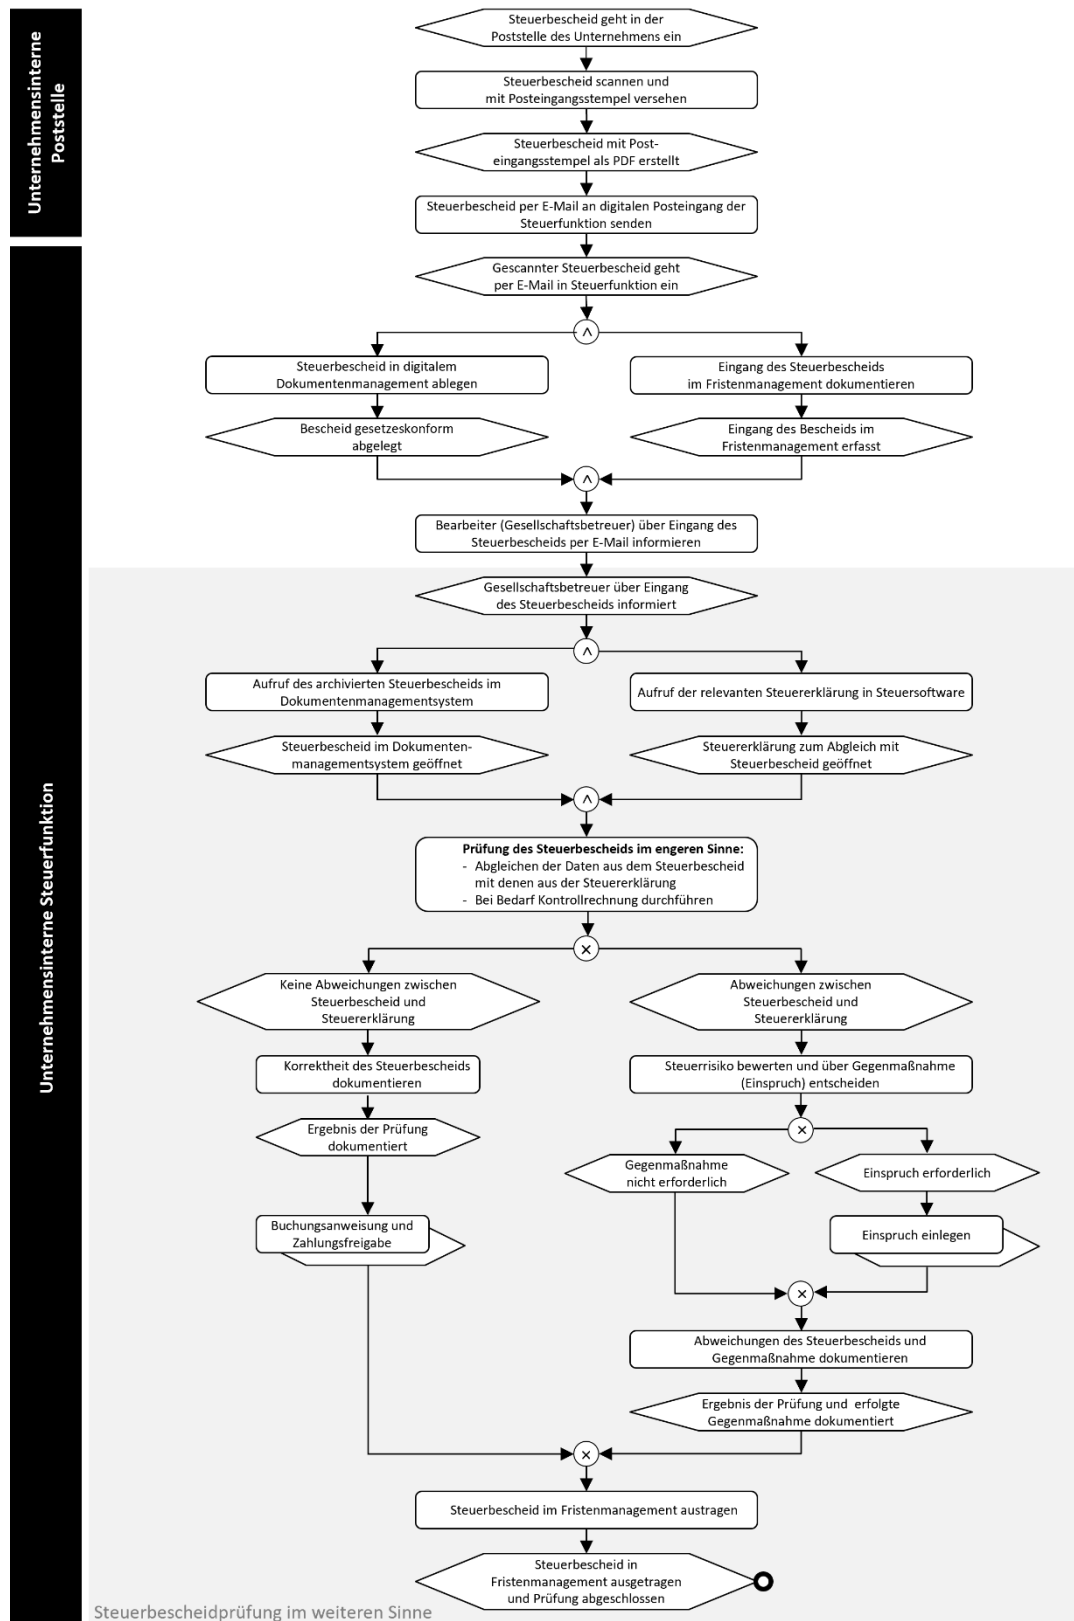 Unternehmensinterne
Poststelle
Steuerbescheid geht in der
Poststelle des Unternehmens ein
Steuerbescheid scannen und
mit Posteingangsstempel versehen
Steuerbescheid mit Post-
eingangsstempel als PDF erstellt
Steuerbescheid per E-Mail an digitalen Posteingang der
Steuerfunktion senden
Unternehmensinterne Steuerfunktion
Gescannter Steuerbescheid geht
per E-Mail in Steuerfunktion ein
∧
Steuerbescheid in digitalem
Dokumentenmanagement ablegen
Eingang des Steuerbescheids
im Fristenmanagement dokumentieren
Bescheid gesetzeskonform
abgelegt
Eingang des Bescheids im
Fristenmanagement erfasst
∧
Bearbeiter (Gesellschaftsbetreuer) über Eingang des
Steuerbescheids per E-Mail informieren
Gesellschaftsbetreuer über Eingang
des Steuerbescheids informiert
∧
Aufruf des archivierten Steuerbescheids im
Dokumentenmanagementsystem
Aufruf der relevanten Steuererklärung in Steuersoftware
Steuerbescheid im Dokumenten-
managementsystem geöffnet
Steuererklärung zum Abgleich mit
Steuerbescheid geöffnet
∧
Prüfung des Steuerbescheids im engeren Sinne:
- Abgleichen der Daten aus dem Steuerbescheid
mit denen aus der Steuererklärung
- Bei Bedarf Kontrollrechnung durchführen
×
Keine Abweichungen zwischen
Steuerbescheid und
Steuererklärung
Abweichungen zwischen
Steuerbescheid und
Steuererklärung
Korrektheit des Steuerbescheids
dokumentieren
Steuerrisiko bewerten und über Gegenmaßnahme
(Einspruch) entscheiden
Ergebnis der Prüfung
dokumentiert
×
Gegenmaßnahme
nicht erforderlich
Einspruch erforderlich
Buchungsanweisung und
Zahlungsfreigabe
Einspruch einlegen
×
Abweichungen des Steuerbescheids und
Gegenmaßnahme dokumentieren
Ergebnis der Prüfung und erfolgte
Gegenmaßnahme dokumentiert
×
Steuerbescheid im Fristenmanagement austragen
Steuerbescheid in
Fristenmanagement ausgetragen
und Prüfung abgeschlossen
Steuerbescheidprüfung im weiteren Sinne